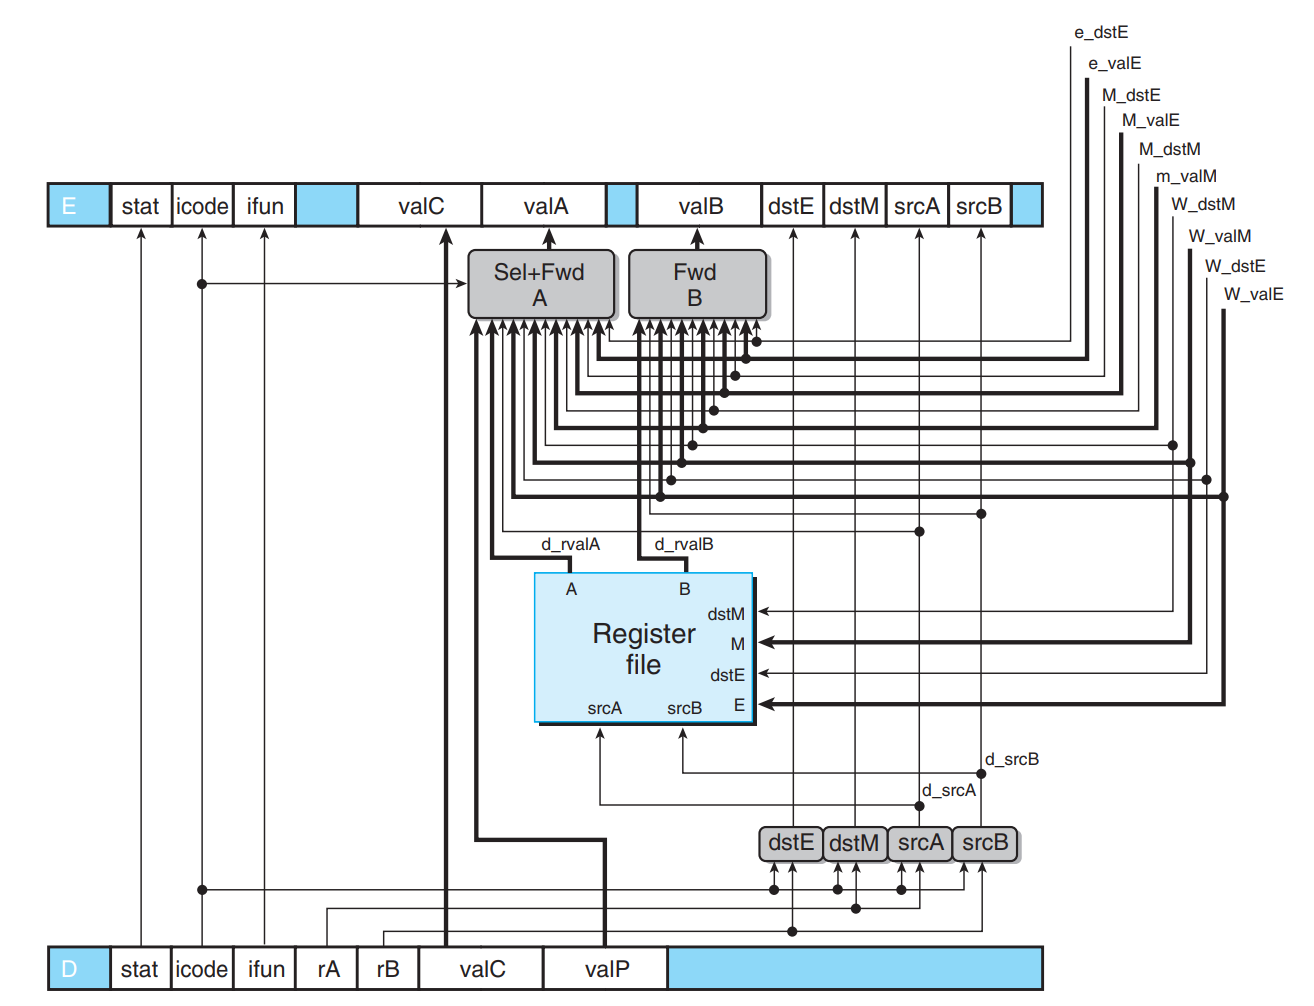 e_dstE
e_valE
M_dstE
M_valE
M_dstM
m_valM
W_dstM
W_valM
W_dstE
W_valE
E stat icode ifun valC valA valB dstE dstM srcA srcB
Sel+Fwd
A
Fwd
B
d_rvalA d_rvalB
A B
dstM
Register
file
M
dstE
E
srcA srcB
d_srcB
d_srcA
dstE dstM srcA srcB
D stat icode ifun rA rB valC valP